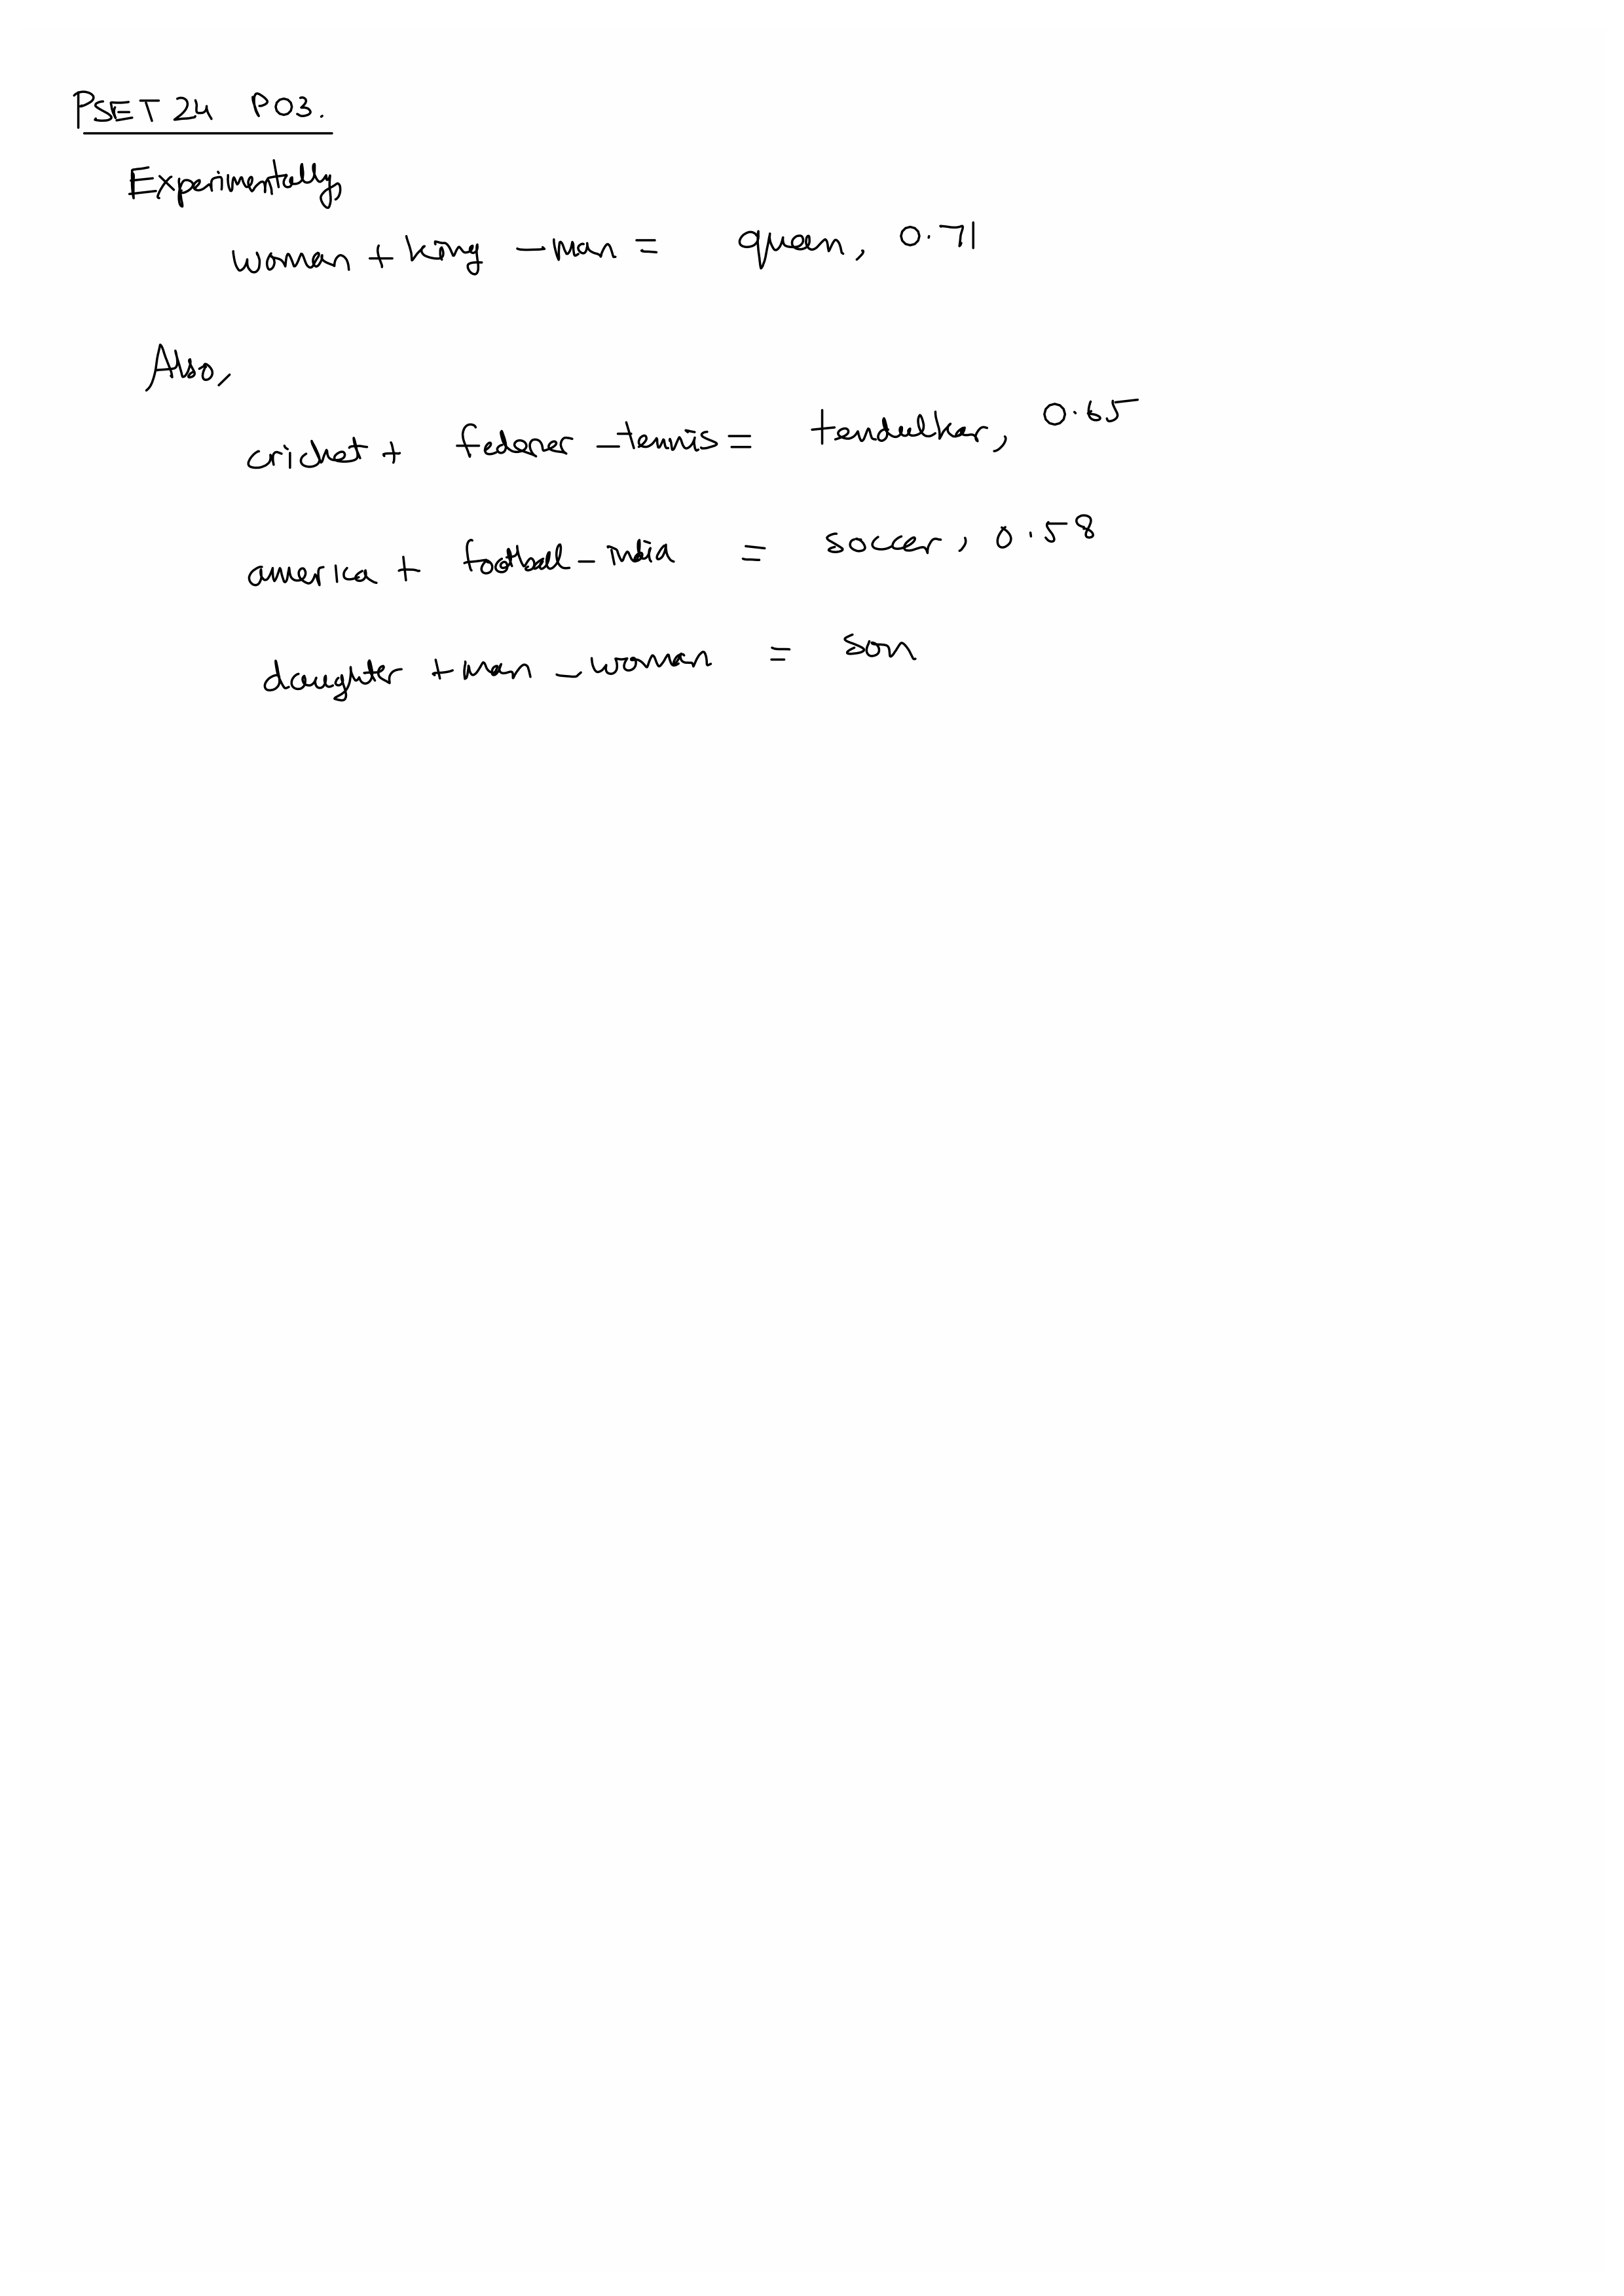 PSET 24 P03.
Experimentally,
woman + king - man = queen, 0.71
Also,
cricket + federer - tennis = tendulkar, 0.65
america + football - india = soccer, 0.58
daughter + man - woman = son